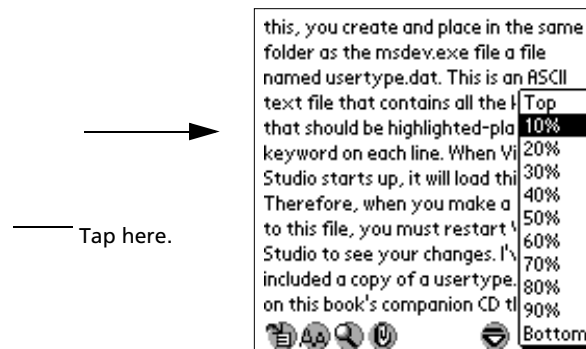 this, you create and place in the same
folder as the msdev.exe file a file
named usertype.dat. This is an ASCII
text file that contains all the
that should be highlighted-pla
keyword on each line. When Vi
Studio starts up, it will load thi
Therefore, when you make a
to this file, you must restart
Studio to see your changes. I'v
included a copy of a usertype.
on this book's companion CD
Top
10%
20%
30%
40%
50%
60%
70%
80%
90%
Bottom
Tap here.